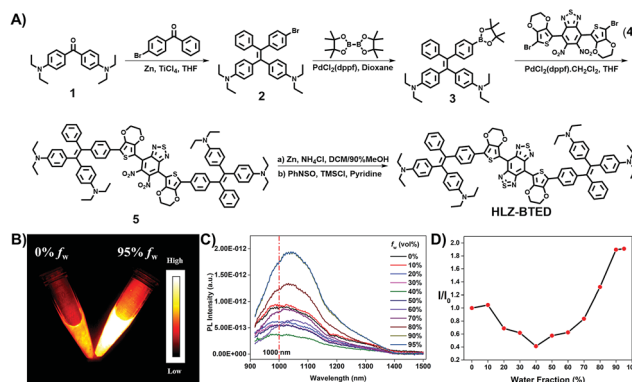 A)
Br
O
Br
B-B
Br
N
N
Zn, TiCl4, THF
PdCl2(dppf), Dioxane
PdCl2(dppf).CH2Cl2, THF
(4)
1
2
3
a) Zn, NH4Cl, DCM/90%MeOH
b) PhNSO, TMSCl, Pyridine
O2N
NO2
5
HLZ-BTED
B)
0% fw
95% fw
High
Low
C)
PL Intensity (a.u.)
2.00E-012
1.50E-012
1.00E-012
5.00E-013
0.00E+000
1000 nm
900 1000 1100 1200 1300 1400 1500
Wavelength (nm)
fw (vol%)
0%
10%
20%
30%
40%
50%
60%
70%
80%
90%
95%
D)
I/I0
2.0
1.8
1.6
1.4
1.2
1.0
0.8
0.6
0.4
0.2
0 10 20 30 40 50 60 70 80 90 100
Water Fraction (%)